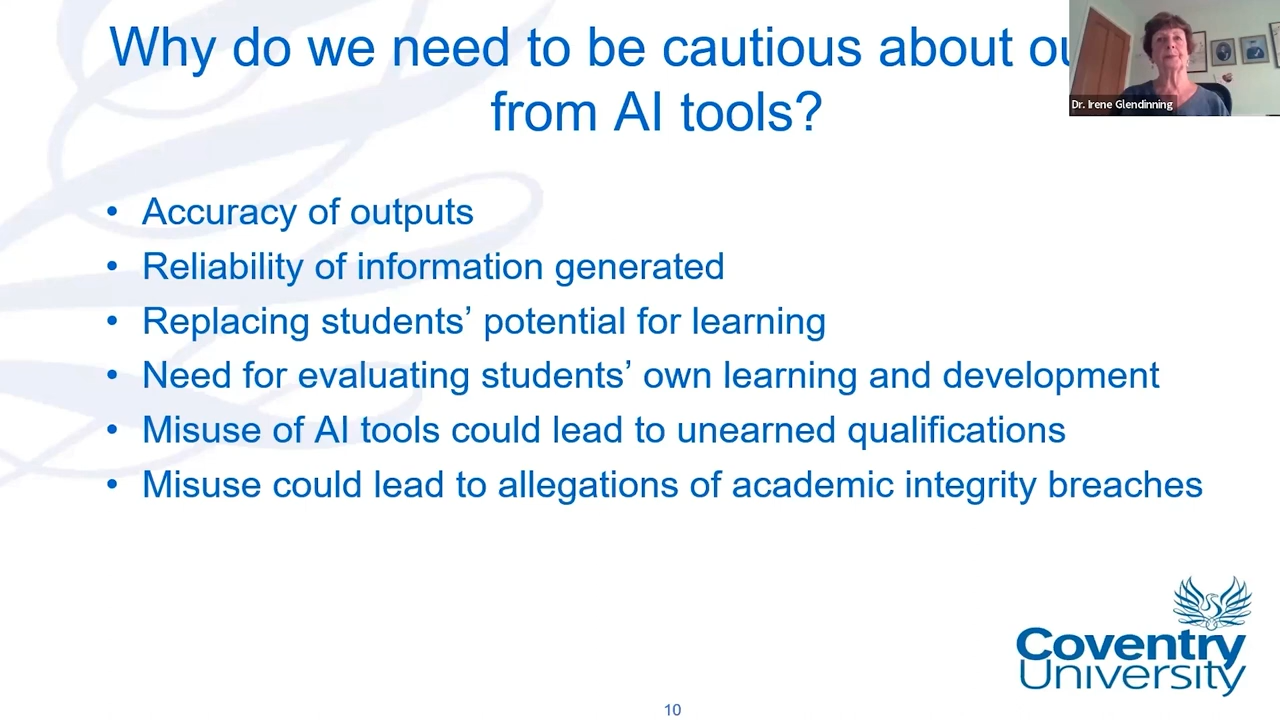 Why do we need to be cautious about
from AI tools?
Dr. Irene Glendinning
• Accuracy of outputs
• Reliability of information generated
• Replacing students’ potential for learning
• Need for evaluating students’ own learning and development
• Misuse of AI tools could lead to unearned qualifications
• Misuse could lead to allegations of academic integrity breaches
Coventry
University
10